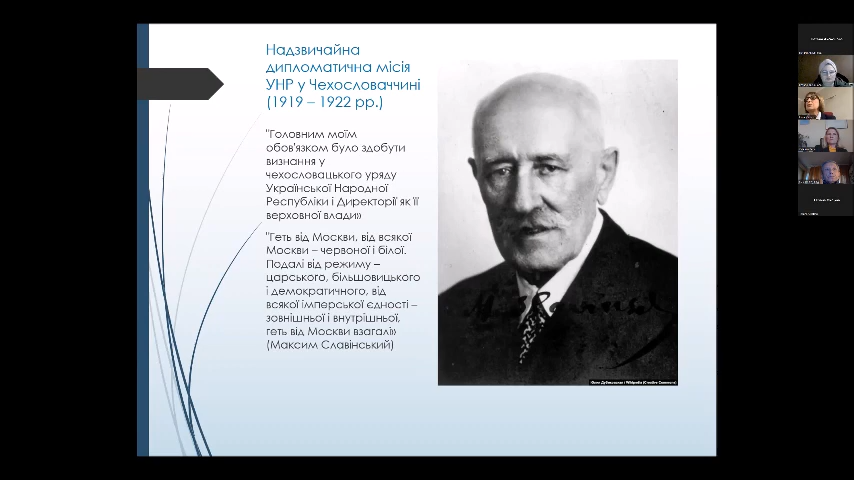 Надзвичайна
дипломатична місія
УНР у Чехословаччині
(1919 – 1922 рр.)
"Головним моїм
обов'язком було здобути
визнання у
чехословацького уряду
Української Народної
Республіки і Директорії як її
верховної влади»
"Геть від Москви, від всякої
Москви – червоної і білої.
Подалі від режиму –
царського, більшовицького
і демократичного, від
всякої імперської єдності –
зовнішньої і внутрішньої,
геть від Москви взагалі»
(Максим Славінський)